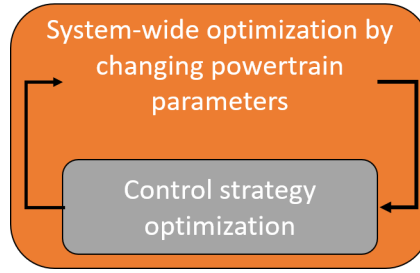 System-wide optimization by
changing powertrain
parameters
Control strategy
optimization